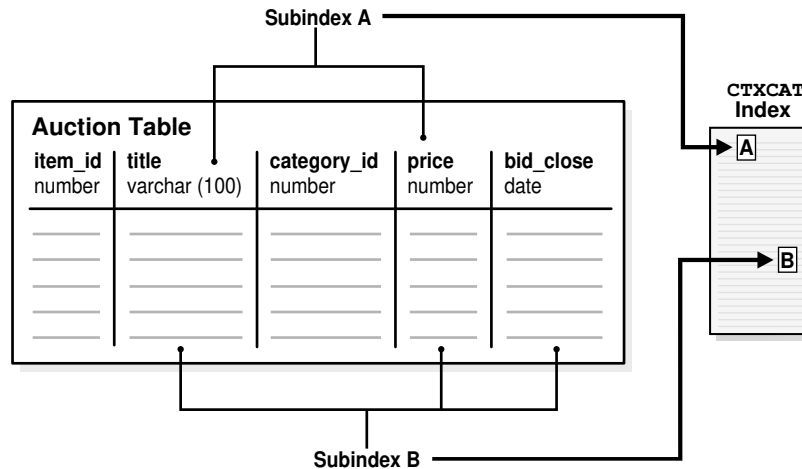 Subindex A
CTXCAT
Index
Auction Table
item_id title category_id price bid_close
number varchar (100) number number date
A
B
Subindex B